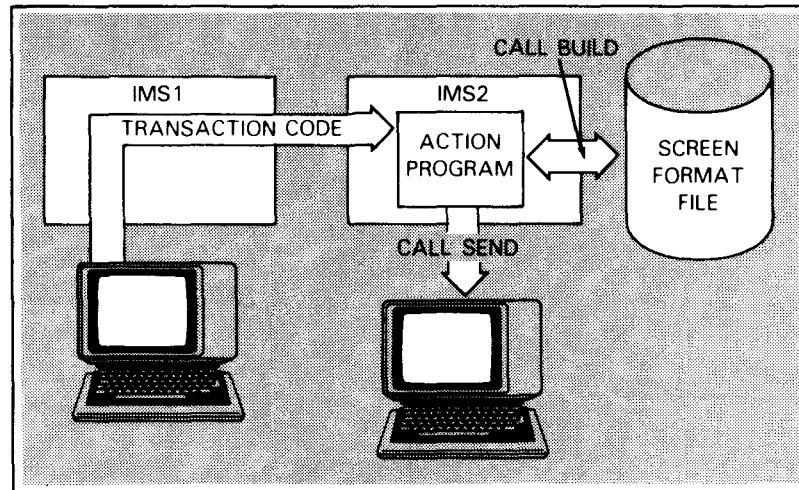 CALL BUILD
IMS1
IMS2
TRANSACTION CODE
ACTION
PROGRAM
SCREEN
FORMAT
FILE
CALL SEND